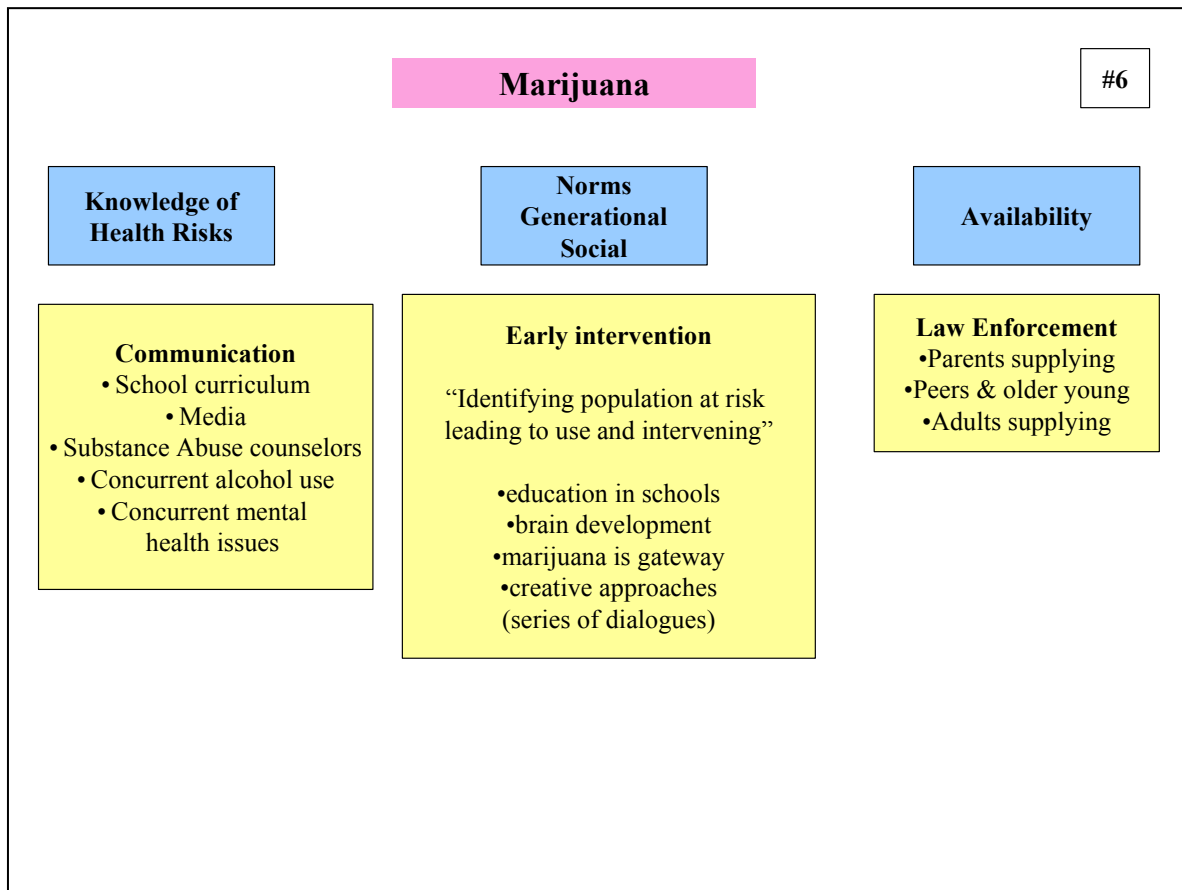 Marijuana
#6
Knowledge of
Health Risks
Norms
Generational
Social
Availability
Communication
• School curriculum
• Media
• Substance Abuse counselors
• Concurrent alcohol use
• Concurrent mental
health issues
Early intervention
“Identifying population at risk
leading to use and intervening”
•education in schools
•brain development
•marijuana is gateway
•creative approaches
(series of dialogues)
Law Enforcement
•Parents supplying
•Peers & older young
•Adults supplying